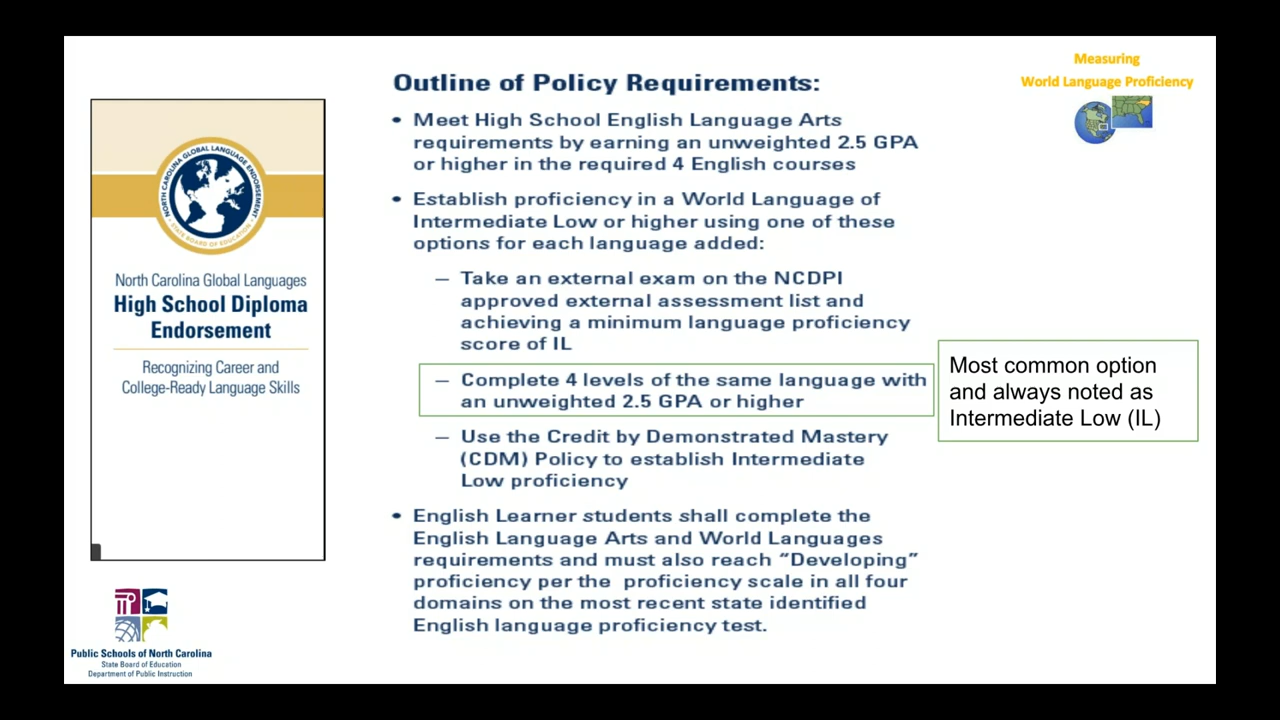 Measuring
World Language Proficiency
NORTH CAROLINA GLOBAL LANGUAGE ENDORSEMENT
STATE BOARD OF EDUCATION
North Carolina Global Languages
High School Diploma
Endorsement
Recognizing Career and
College-Ready Language Skills
Public Schools of North Carolina
State Board of Education
Department of Public Instruction
Outline of Policy Requirements:
• Meet High School English Language Arts
requirements by earning an unweighted 2.5 GPA
or higher in the required 4 English courses
• Establish proficiency in a World Language of
Intermediate Low or higher using one of these
options for each language added:
— Take an external exam on the NCDPI
approved external assessment list and
achieving a minimum language proficiency
score of IL
— Complete 4 levels of the same language with
an unweighted 2.5 GPA or higher
— Use the Credit by Demonstrated Mastery
(CDM) Policy to establish Intermediate
Low proficiency
• English Learner students shall complete the
English Language Arts and World Languages
requirements and must also reach “Developing”
proficiency per the proficiency scale in all four
domains on the most recent state identified
English language proficiency test.
Most common option
and always noted as
Intermediate Low (IL)